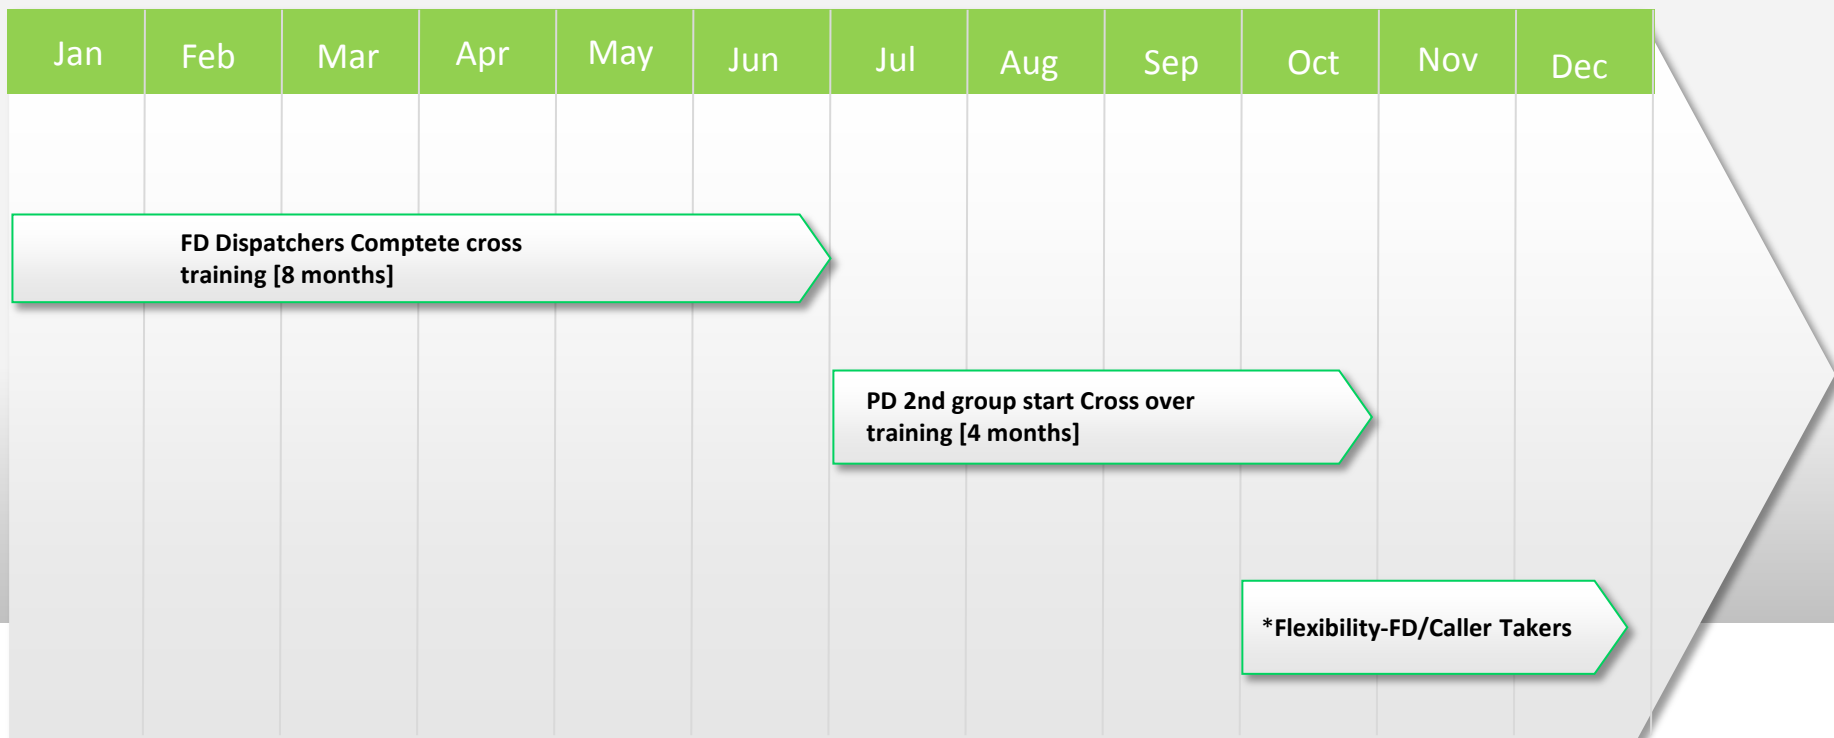 Jan Feb Mar Apr May Jun Jul Aug Sep Oct Nov Dec
FD Dispatchers Comptete cross
training [8 months]
PD 2nd group start Cross over
training [4 months]
*Flexibility-FD/Caller Takers